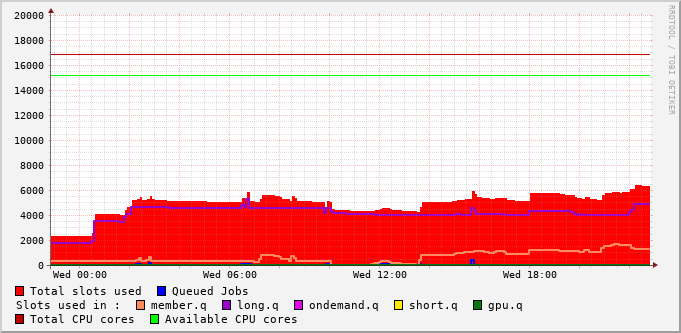 20000
18000
16000
14000
12000
10000
8000
6000
4000
2000
0
Wed 00:00 Wed 06:00 Wed 12:00 Wed 18:00
RRDTOOL / TOBI OETIKER
Total slots used Queued Jobs
Slots used in : member.q long.q ondemand.q short.q gpu.q
Total CPU cores Available CPU cores